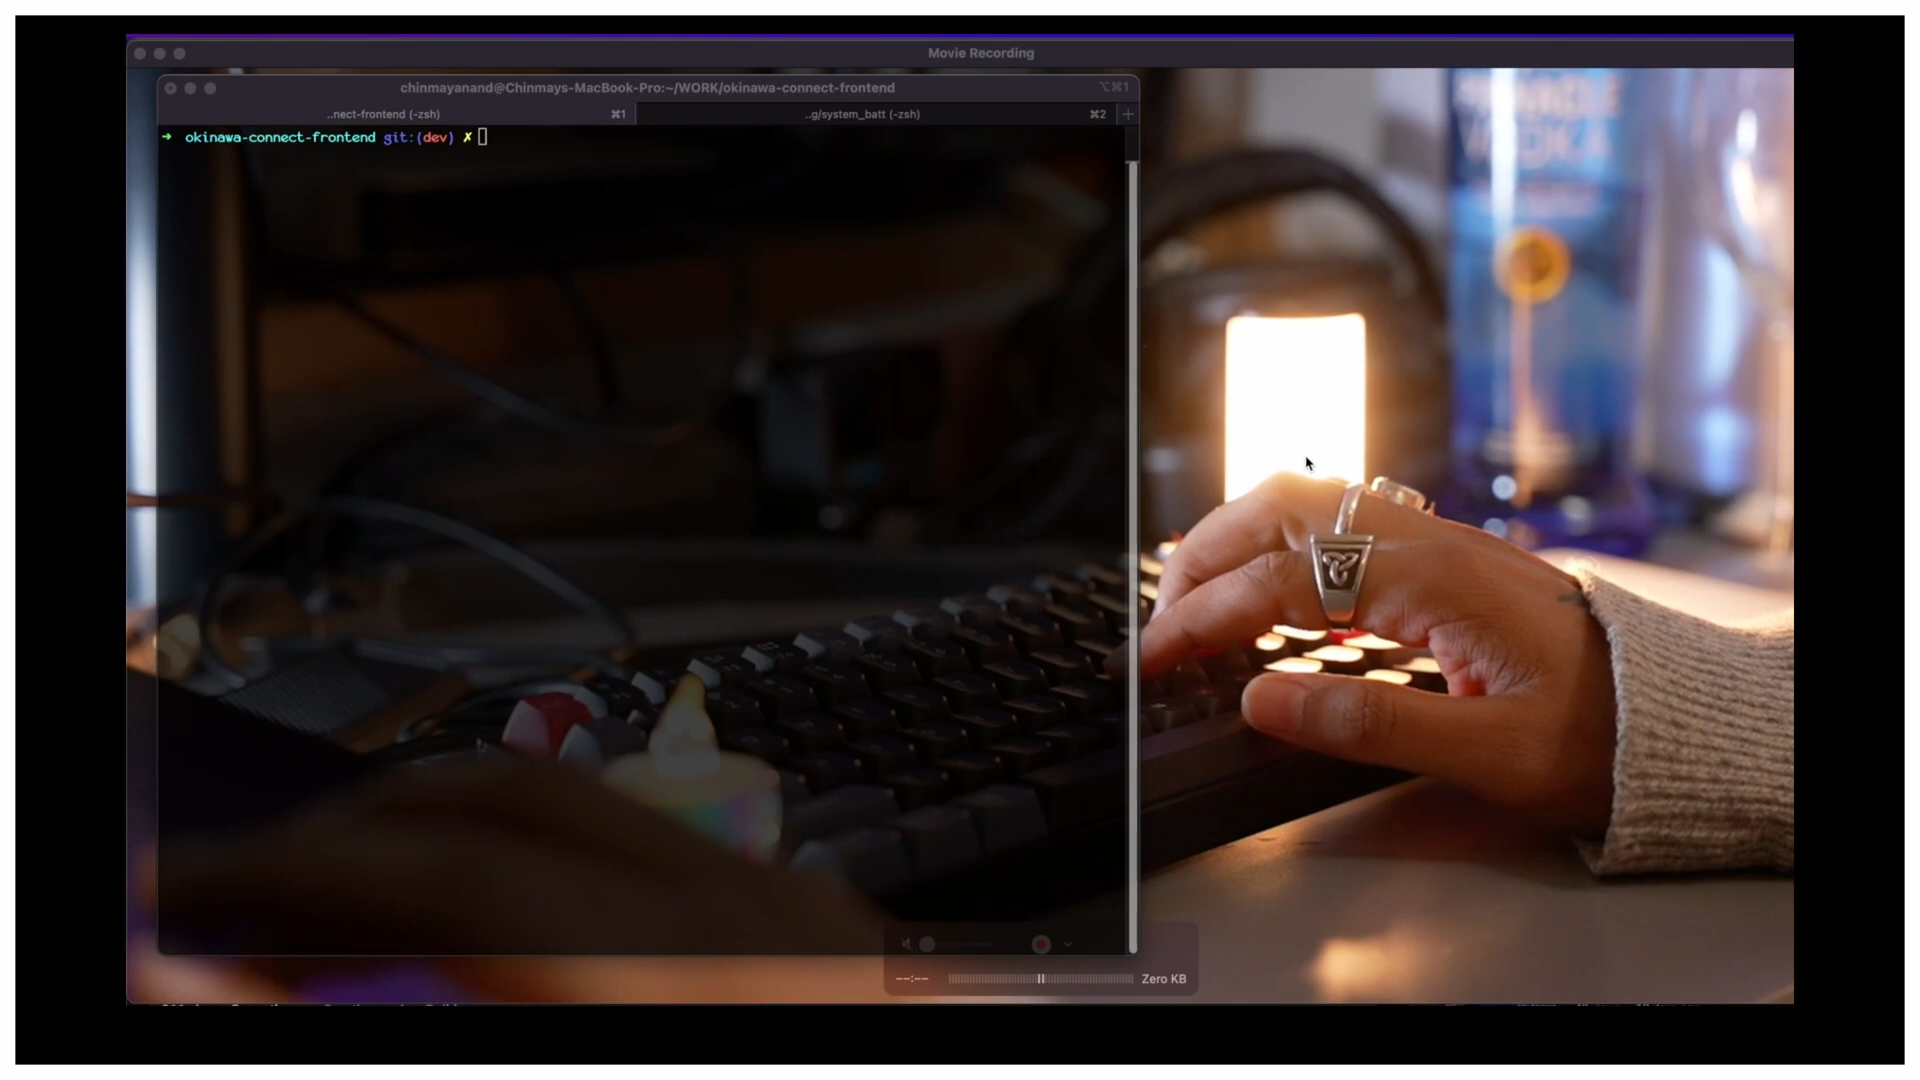 Movie Recording
chinmayanand@Chinmays-MacBook-Pro:~/WORK/okinawa-connect-frontend
⌥⌘1
..nect-frontend (-zsh) ⌘1
..g/system_batt (-zsh) ⌘2 +
➜ okinawa-connect-frontend git:(dev) ✗
--:-- Zero KB